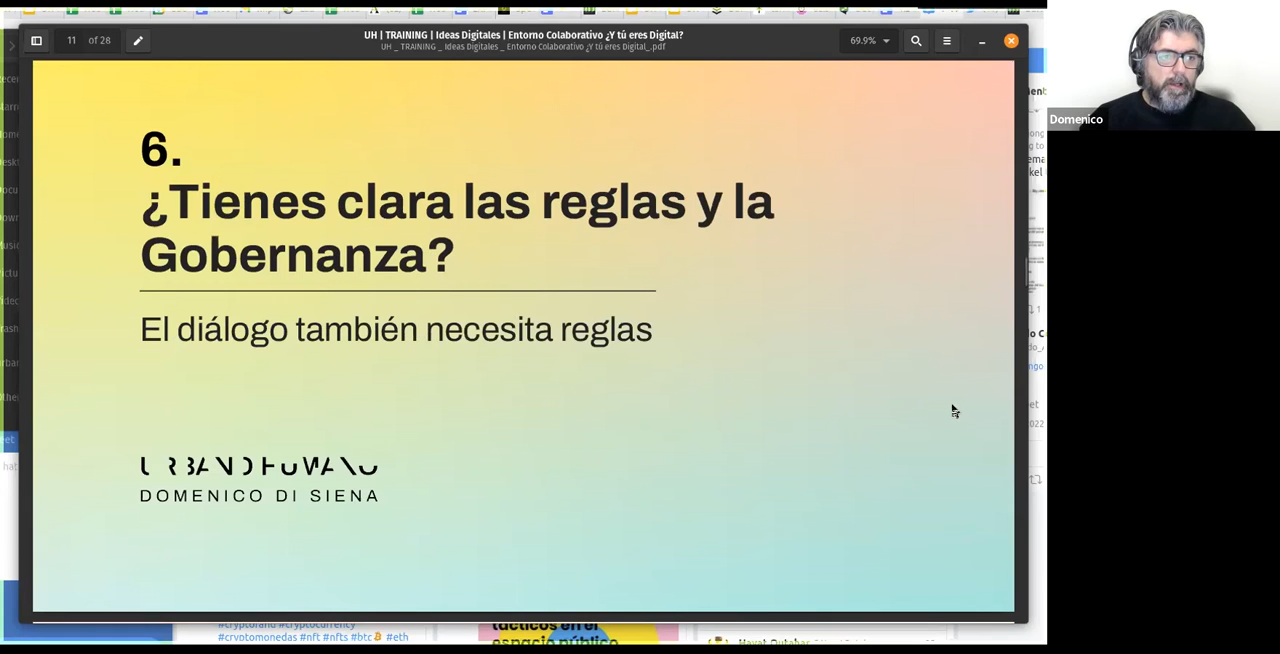 11 of 28
UH | TRAINING | Ideas Digitales | Entorno Colaborativo ¿Y tú eres Digital?
UH _ TRAINING _ Ideas Digitales _ Entorno Colaborativo ¿Y tú eres Digital_.pdf
69.9%
Domenico
6.
¿Tienes clara las reglas y la
Gobernanza?
El diálogo también necesita reglas
URBANOHUMANO
DOMENICO DI SIENA
#cryptorand #cryptocurrency
#cryptomonedas #nft #nfts #btc #eth
tácticos en el
espacio público